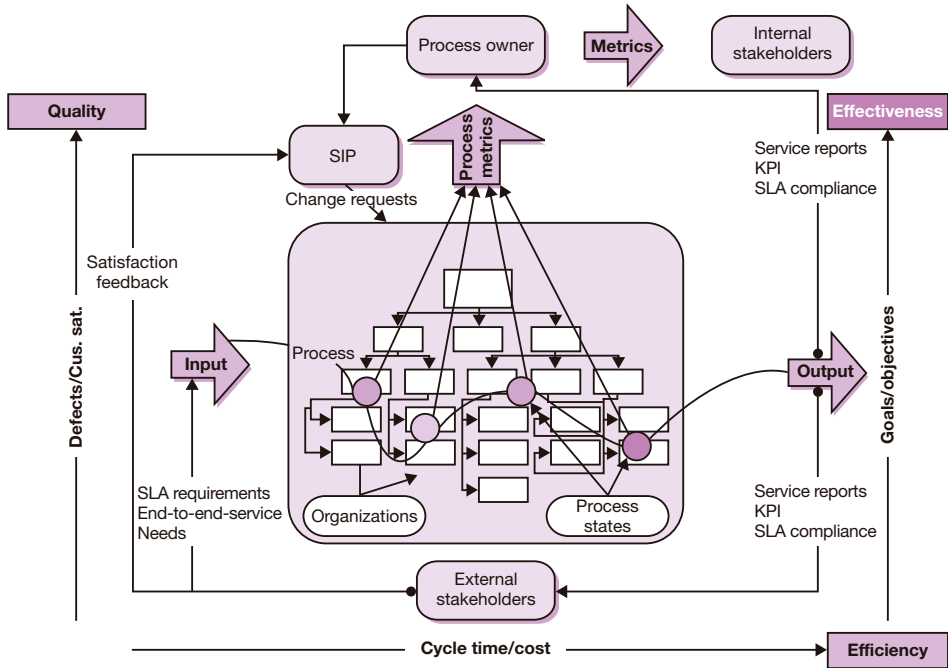 Process owner
Metrics
Internal
stakeholders
Quality
Effectiveness
SIP
Process
metrics
Change requests
Service reports
KPI
SLA compliance
Satisfaction
feedback
Defects/Cus. sat.
Input
Process
Output
Goals/objectives
SLA requirements
End-to-end-service
Needs
Organizations
Process
states
Service reports
KPI
SLA compliance
External
stakeholders
Cycle time/cost
Efficiency